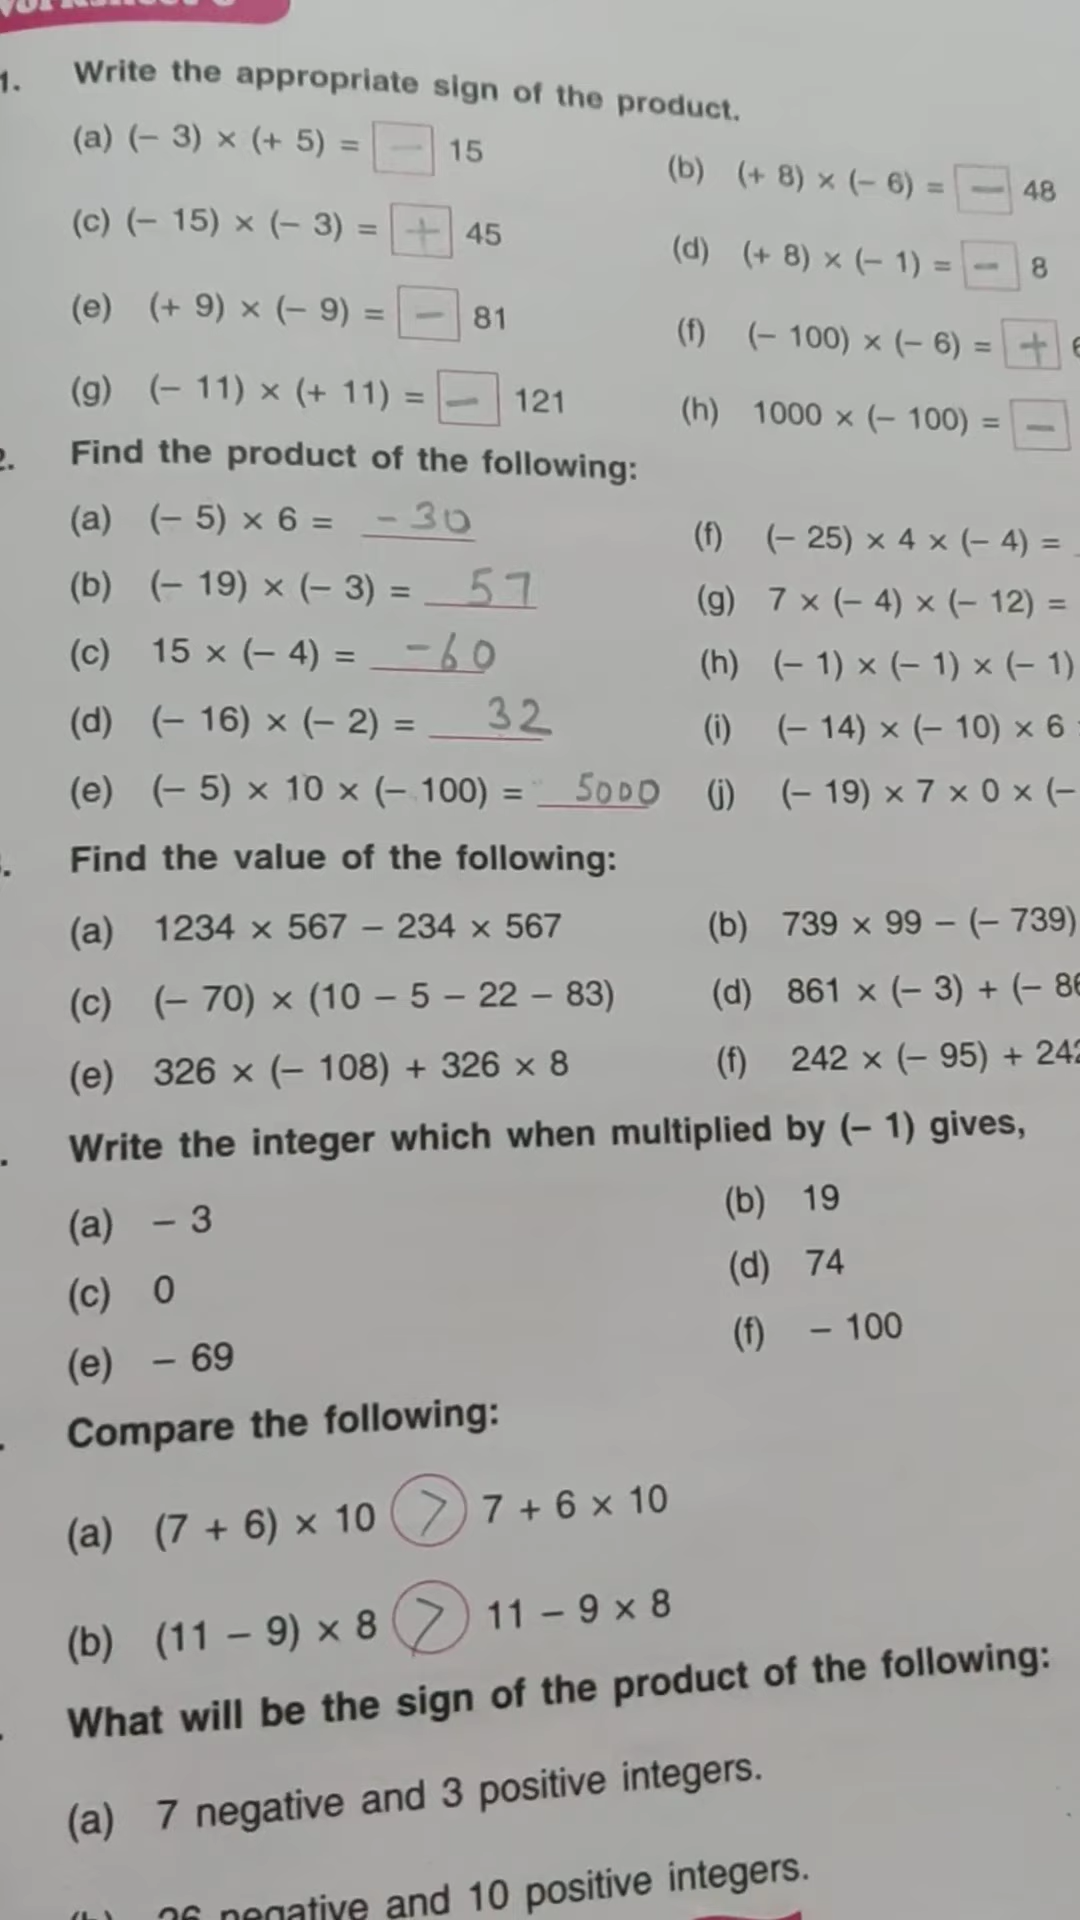 1. Write the appropriate sign of the product.
(a) (– 3) × (+ 5) = – 15
(b) (+ 8) × (– 6) = – 48
(c) (– 15) × (– 3) = + 45
(d) (+ 8) × (– 1) = – 8
(e) (+ 9) × (– 9) = – 81
(f) (– 100) × (– 6) = +
(g) (– 11) × (+ 11) = – 121
(h) 1000 × (– 100) = –
Find the product of the following:
(a) (– 5) × 6 = - 30
(b) (– 19) × (– 3) = 57
(c) 15 × (– 4) = -60
(d) (– 16) × (– 2) = 32
(e) (– 5) × 10 × (– 100) = 5000
(f) (– 25) × 4 × (– 4) =
(g) 7 × (– 4) × (– 12) =
(h) (– 1) × (– 1) × (– 1)
(i) (– 14) × (– 10) × 6
(j) (– 19) × 7 × 0 × (–
Find the value of the following:
(a) 1234 × 567 – 234 × 567
(b) 739 × 99 – (– 739)
(c) (– 70) × (10 – 5 – 22 – 83)
(d) 861 × (– 3) + (–
(e) 326 × (– 108) + 326 × 8
(f) 242 × (– 95) + 
Write the integer which when multiplied by (– 1) gives,
(a) – 3
(b) 19
(c) 0
(d) 74
(e) – 69
(f) – 100
Compare the following:
(a) (7 + 6) × 10 > 7 + 6 × 10
(b) (11 – 9) × 8 > 11 – 9 × 8
What will be the sign of the product of the following:
(a) 7 negative and 3 positive integers.
negative and 10 positive integers.